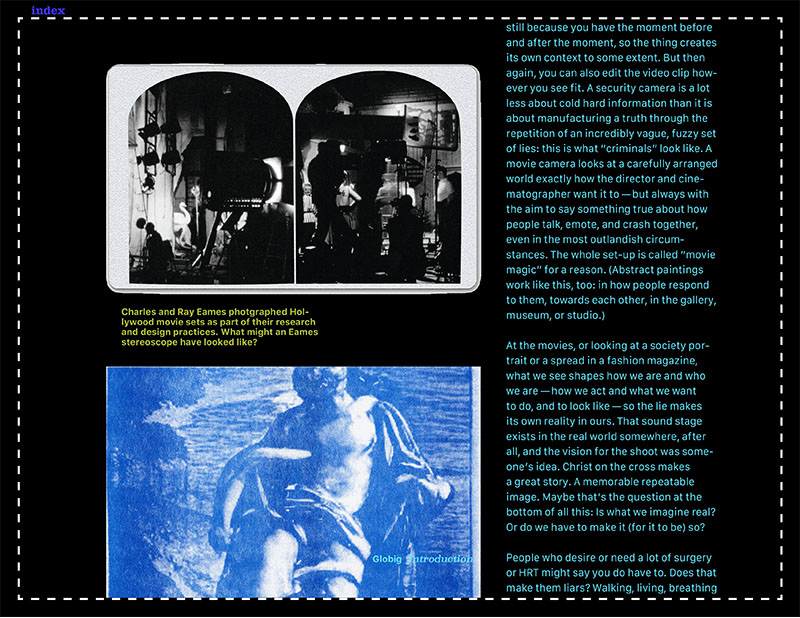 index
still because you have the moment before
and after the moment, so the thing creates
its own context to some extent. But then
again, you can also edit the video clip how-
ever you see fit. A security camera is a lot
less about cold hard information than it is
about manufacturing a truth through the
repetition of an incredibly vague, fuzzy set
of lies: this is what “criminals” look like. A
movie camera looks at a carefully arranged
world exactly how the director and cine-
matographer want it to — but always with
the aim to say something true about how
people talk, emote, and crash together,
even in the most outlandish circum-
stances. The whole set-up is called “movie
magic” for a reason. (Abstract paintings
work like this, too: in how people respond
to them, towards each other, in the gallery,
museum, or studio.)
At the movies, or looking at a society por-
trait or a spread in a fashion magazine,
what we see shapes how we are and who
we are — how we act and what we want
to do, and to look like — so the lie makes
its own reality in ours. That sound stage
exists in the real world somewhere, after
all, and the vision for the shoot was some-
one’s idea. Christ on the cross makes
a great story. A memorable repeatable
image. Maybe that’s the question at the
bottom of all this: Is what we imagine real?
Or do we have to make it (for it to be) so?
People who desire or need a lot of surgery
or HRT might say you do have to. Does that
make them liars? Walking, living, breathing
Charles and Ray Eames photgraphed Hol-
lywood movie sets as part of their research
and design practices. What might an Eames
stereoscope have looked like?
Globig Introduction